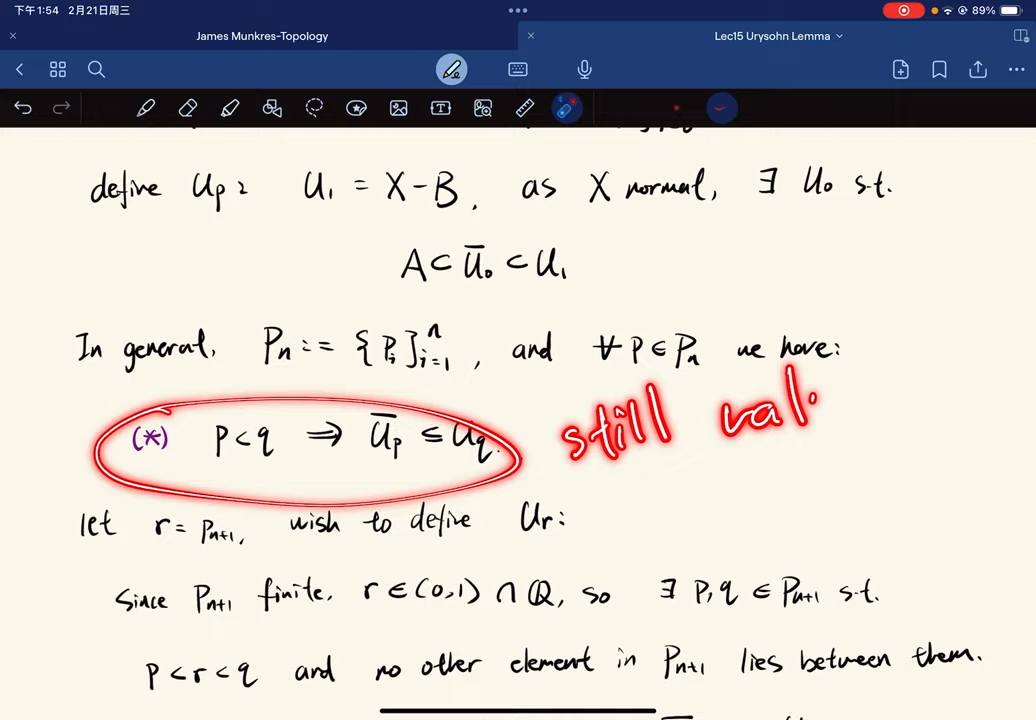 下午1:54 2月21日周三
89%
James Munkres-Topology
Lec15 Urysohn Lemma
define Up: U₁ = X - B, as X normal, ∃ U₀ s.t.
A ⊂ Ū₀ ⊂ U₁
In general, Pn := {Pi}ⁿᵢ₌₁, and ∀ p ∈ Pn we have:
(*) p < q ⇒ Ūp ⊆ Uq.
still val
let r = Pn+1, wish to define Ur:
Since Pn+1 finite, r ∈ (0,1) ∩ ℚ, so ∃ p, q ∈ Pn+1 s.t.
p < r < q and no other element in Pn+1 lies between them.